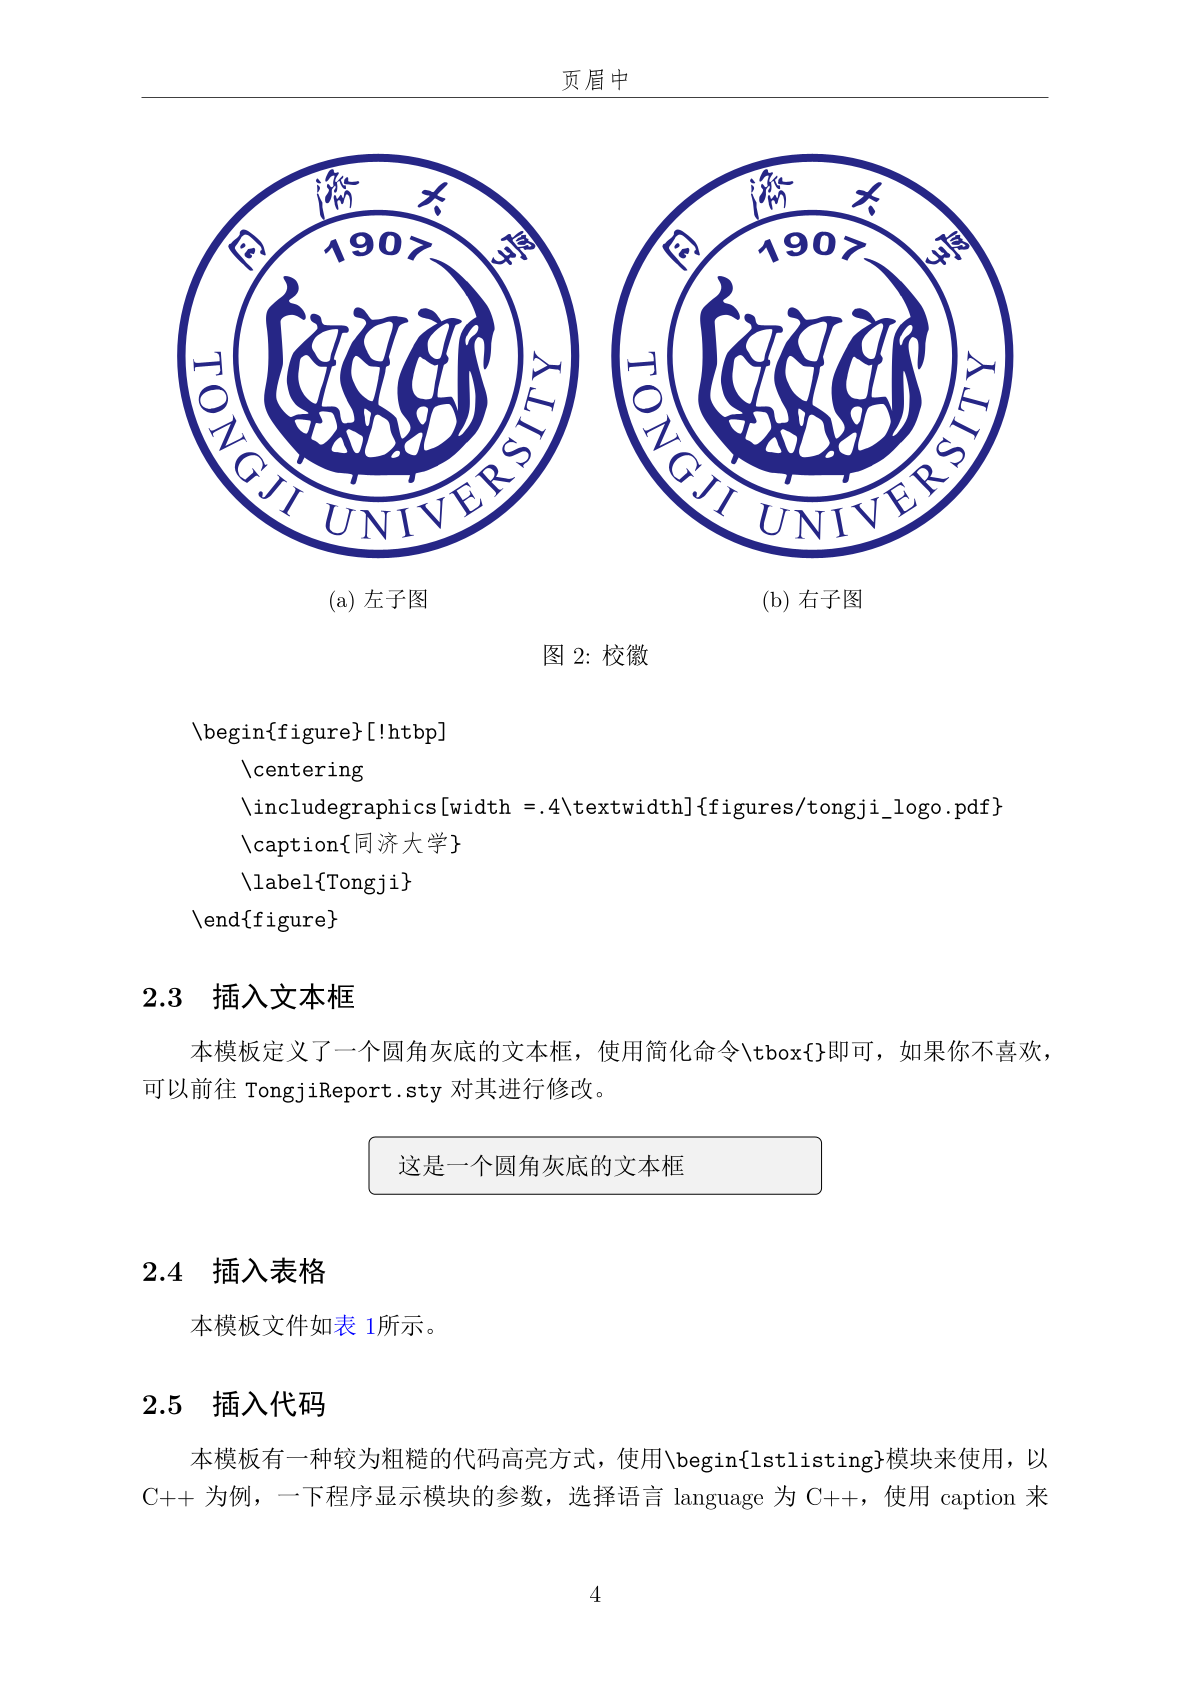 页眉中
同 濟 大 学
1907
TONGJI UNIVERSITY
同 濟 大 学
1907
TONGJI UNIVERSITY
(a) 左子图
(b) 右子图
图 2: 校徽
\begin{figure}[!htbp]
    \centering
    \includegraphics[width =.4\textwidth]{figures/tongji_logo.pdf}
    \caption{同济大学}
    \label{Tongji}
\end{figure}
2.3 插入文本框
本模板定义了一个圆角灰底的文本框，使用简化命令\tbox{}即可，如果你不喜欢，
可以前往 TongjiReport.sty 对其进行修改。
这是一个圆角灰底的文本框
2.4 插入表格
本模板文件如表 1所示。
2.5 插入代码
本模板有一种较为粗糙的代码高亮方式，使用\begin{lstlisting}模块来使用，以
C++ 为例，一下程序显示模块的参数，选择语言 language 为 C++，使用 caption 来
4